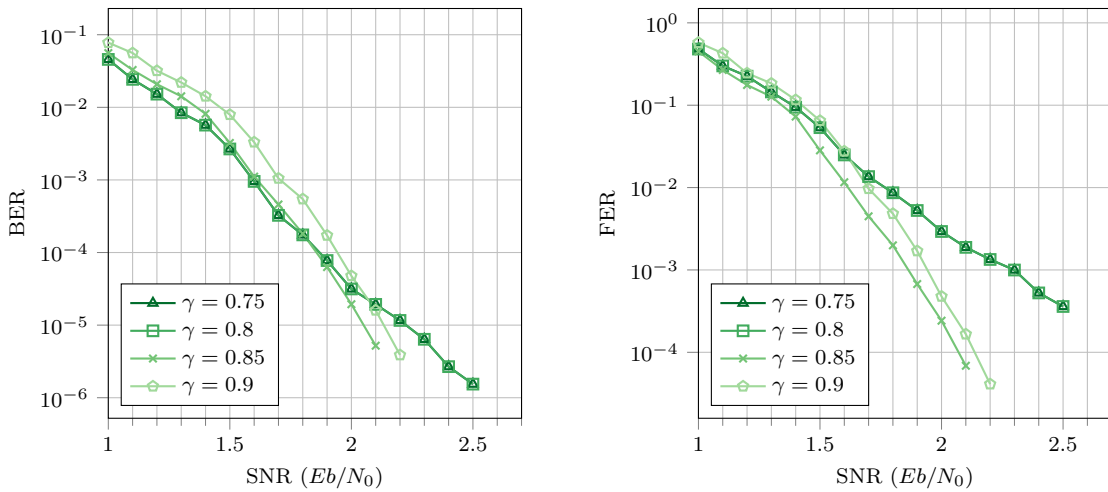 BER
10⁻¹
10⁻²
10⁻³
10⁻⁴
10⁻⁵
10⁻⁶
γ = 0.75
γ = 0.8
γ = 0.85
γ = 0.9
1 1.5 2 2.5
SNR (Eb/N₀)
FER
10⁰
10⁻¹
10⁻²
10⁻³
10⁻⁴
γ = 0.75
γ = 0.8
γ = 0.85
γ = 0.9
1 1.5 2 2.5
SNR (Eb/N₀)